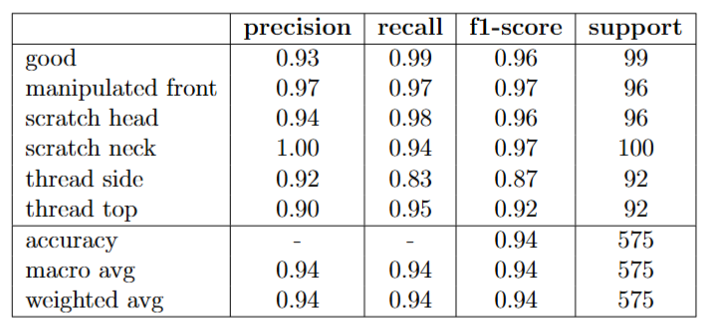 precision recall f1-score support
good 0.93 0.99 0.96 99
manipulated front 0.97 0.97 0.97 96
scratch head 0.94 0.98 0.96 96
scratch neck 1.00 0.94 0.97 100
thread side 0.92 0.83 0.87 92
thread top 0.90 0.95 0.92 92
accuracy - - 0.94 575
macro avg 0.94 0.94 0.94 575
weighted avg 0.94 0.94 0.94 575